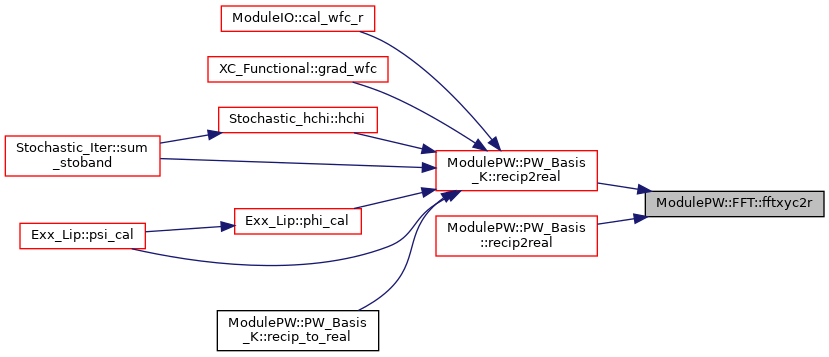 ModuleIO::cal_wfc_r
XC_Functional::grad_wfc
Stochastic_hchi::hchi
Stochastic_Iter::sum
_stoband
ModulePW::PW_Basis
_K::recip2real
ModulePW::FFT::fftxyc2r
Exx_Lip::phi_cal
Exx_Lip::psi_cal
ModulePW::PW_Basis
::recip2real
ModulePW::PW_Basis
_K::recip_to_real